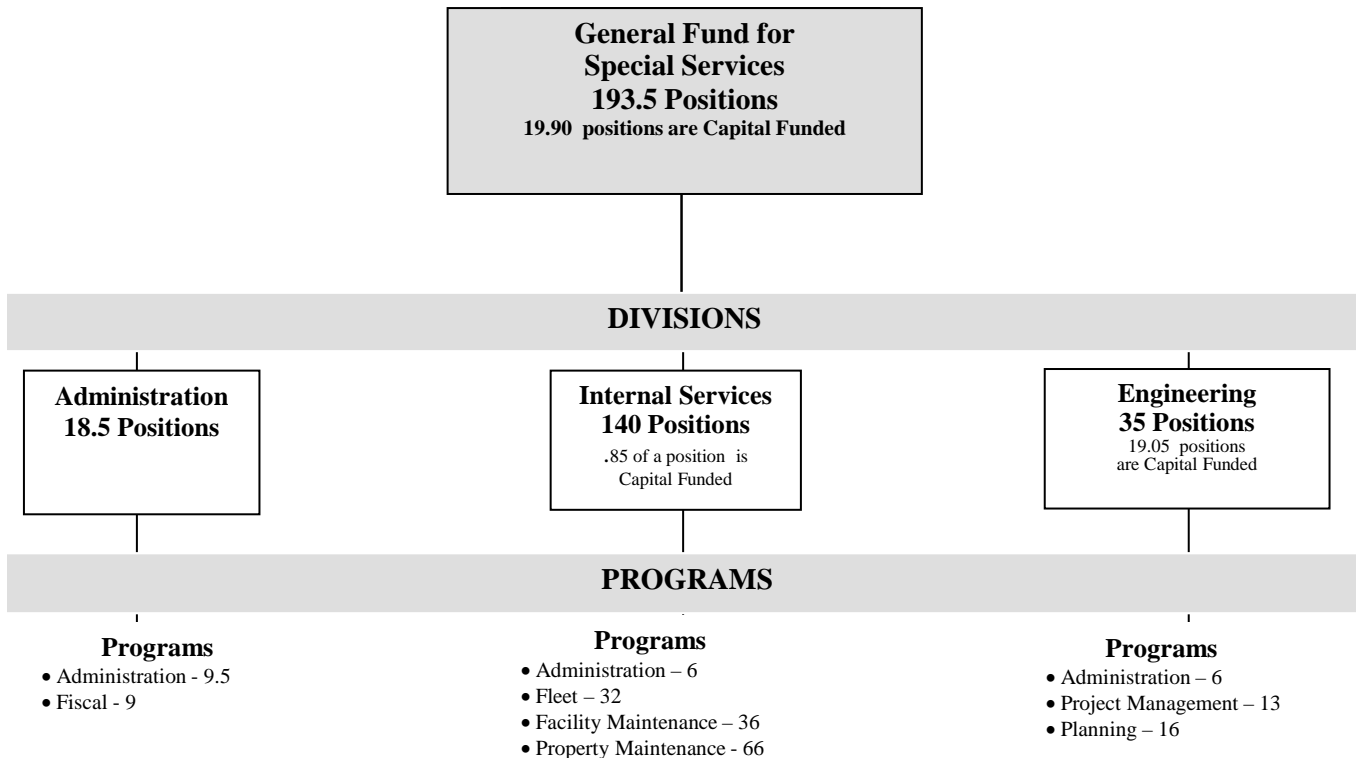 General Fund for
Special Services
193.5 Positions
19.90 positions are Capital Funded
DIVISIONS
Administration
18.5 Positions
Internal Services
140 Positions
.85 of a position is
Capital Funded
Engineering
35 Positions
19.05 positions
are Capital Funded
PROGRAMS
Programs
• Administration - 9.5
• Fiscal - 9
Programs
• Administration – 6
• Fleet – 32
• Facility Maintenance – 36
• Property Maintenance - 66
Programs
• Administration – 6
• Project Management – 13
• Planning – 16